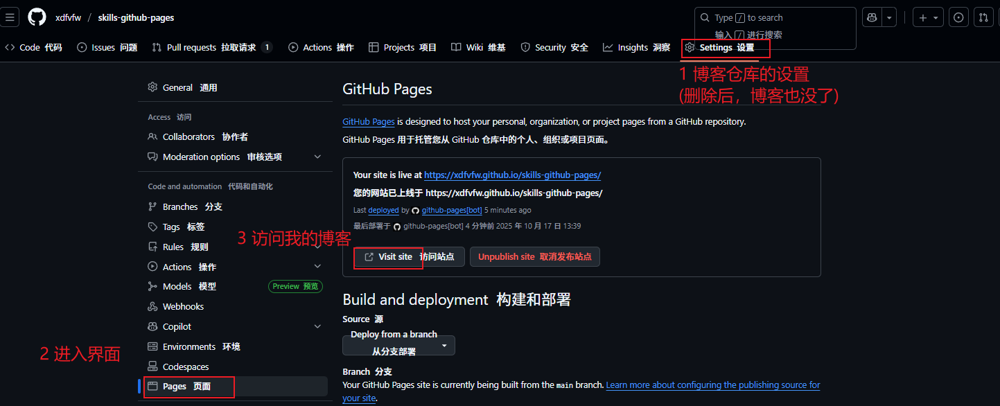 xdfvfw / skills-github-pages
Type / to search
输入 / 进行搜索
Code 代码
Issues 问题
Pull requests 拉取请求 1
Actions 操作
Projects 项目
Wiki 维基
Security 安全
Insights 洞察
Settings 设置
1 博客仓库的设置
(删除后，博客也没了)
General 通用
Access 访问
Collaborators 协作者
Moderation options 审核选项
Code and automation 代码和自动化
Branches 分支
Tags 标签
Rules 规则
Actions 操作
Models 模型
Preview 预览
Webhooks
Copilot
Environments 环境
Codespaces
Pages 页面
2 进入界面
GitHub Pages
GitHub Pages is designed to host your personal, organization, or project pages from a GitHub repository.
GitHub Pages 用于托管您从 GitHub 仓库中的个人、组织或项目页面。
Your site is live at https://xdfvfw.github.io/skills-github-pages/
您的网站已上线于 https://xdfvfw.github.io/skills-github-pages/
Last deployed by github-pages[bot] 5 minutes ago
最后部署于 github-pages[bot] 4 分钟前 2025 年 10 月 17 日 13:39
3 访问我的博客
Visit site 访问站点
Unpublish site 取消发布站点
Build and deployment 构建和部署
Source 源
Deploy from a branch
从分支部署
Branch 分支
Your GitHub Pages site is currently being built from the main branch. Learn more about configuring the publishing source for
your site.